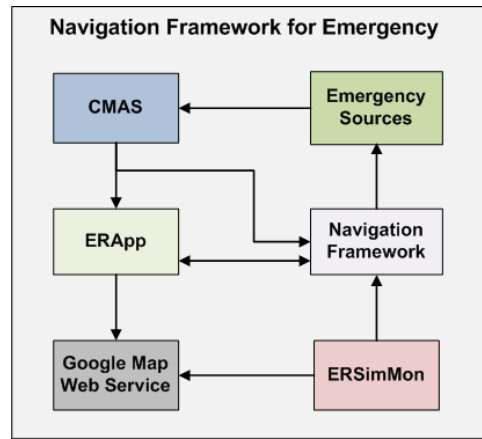 Navigation Framework for Emergency
CMAS
Emergency
Sources
ERApp
Navigation
Framework
Google Map
Web Service
ERSimMon